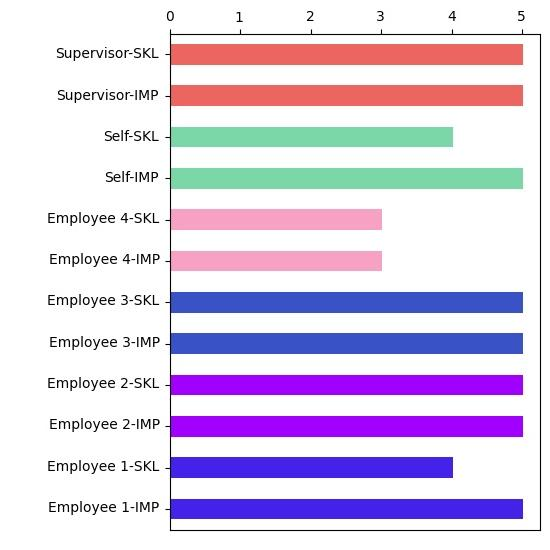 0 1 2 3 4 5
Supervisor-SKL
Supervisor-IMP
Self-SKL
Self-IMP
Employee 4-SKL
Employee 4-IMP
Employee 3-SKL
Employee 3-IMP
Employee 2-SKL
Employee 2-IMP
Employee 1-SKL
Employee 1-IMP